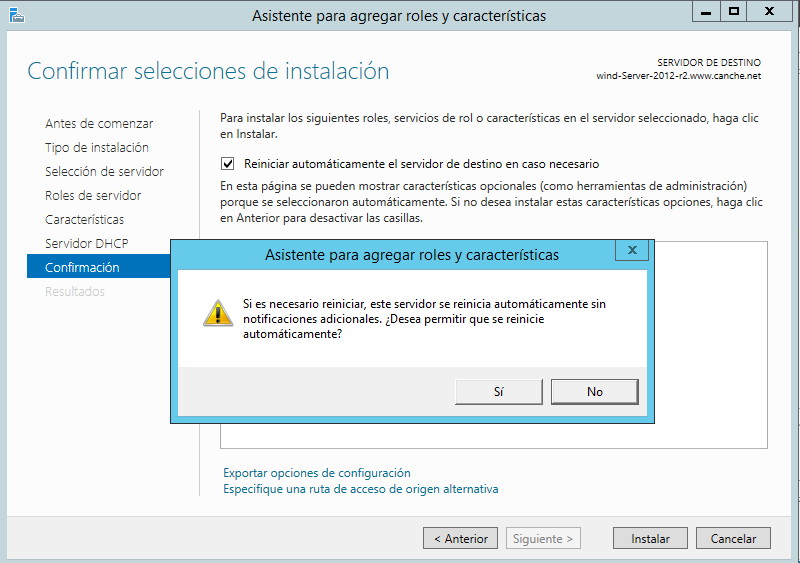 Asistente para agregar roles y características
Confirmar selecciones de instalación
SERVIDOR DE DESTINO
wind-Server-2012-r2.www.canche.net
Antes de comenzar
Tipo de instalación
Selección de servidor
Roles de servidor
Características
Servidor DHCP
Confirmación
Resultados
Para instalar los siguientes roles, servicios de rol o características en el servidor seleccionado, haga clic
en Instalar.
Reiniciar automáticamente el servidor de destino en caso necesario
En esta página se pueden mostrar características opcionales (como herramientas de administración)
porque se seleccionaron automáticamente. Si no desea instalar estas características opciones, haga clic
en Anterior para desactivar las casillas.
Asistente para agregar roles y características
x
Si es necesario reiniciar, este servidor se reinicia automáticamente sin
notificaciones adicionales. ¿Desea permitir que se reinicie
automáticamente?
Sí
No
Exportar opciones de configuración
Especifique una ruta de acceso de origen alternativa
< Anterior
Siguiente >
Instalar
Cancelar